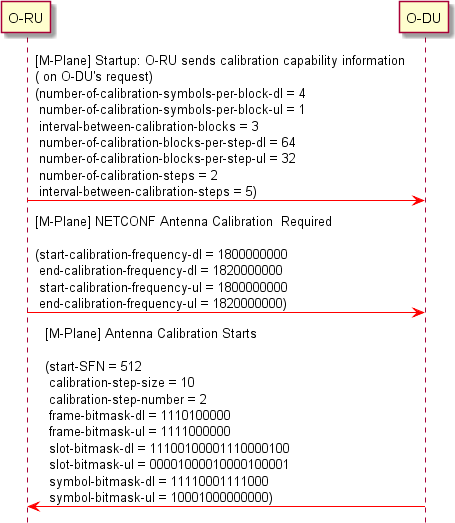 O-RU
O-DU
[M-Plane] Startup: O-RU sends calibration capability information
( on O-DU's request)
(number-of-calibration-symbols-per-block-dl = 4
number-of-calibration-symbols-per-block-ul = 1
interval-between-calibration-blocks = 3
number-of-calibration-blocks-per-step-dl = 64
number-of-calibration-blocks-per-step-ul = 32
number-of-calibration-steps = 2
interval-between-calibration-steps = 5)
[M-Plane] NETCONF Antenna Calibration  Required
(start-calibration-frequency-dl = 1800000000
end-calibration-frequency-dl = 1820000000
start-calibration-frequency-ul = 1800000000
end-calibration-frequency-ul = 1820000000)
[M-Plane] Antenna Calibration Starts
(start-SFN = 512
calibration-step-size = 10
calibration-step-number = 2
frame-bitmask-dl = 1110100000
frame-bitmask-ul = 1111000000
slot-bitmask-dl = 11100100001110000100
slot-bitmask-ul = 00001000010000100001
symbol-bitmask-dl = 11110001111000
symbol-bitmask-ul = 10001000000000)